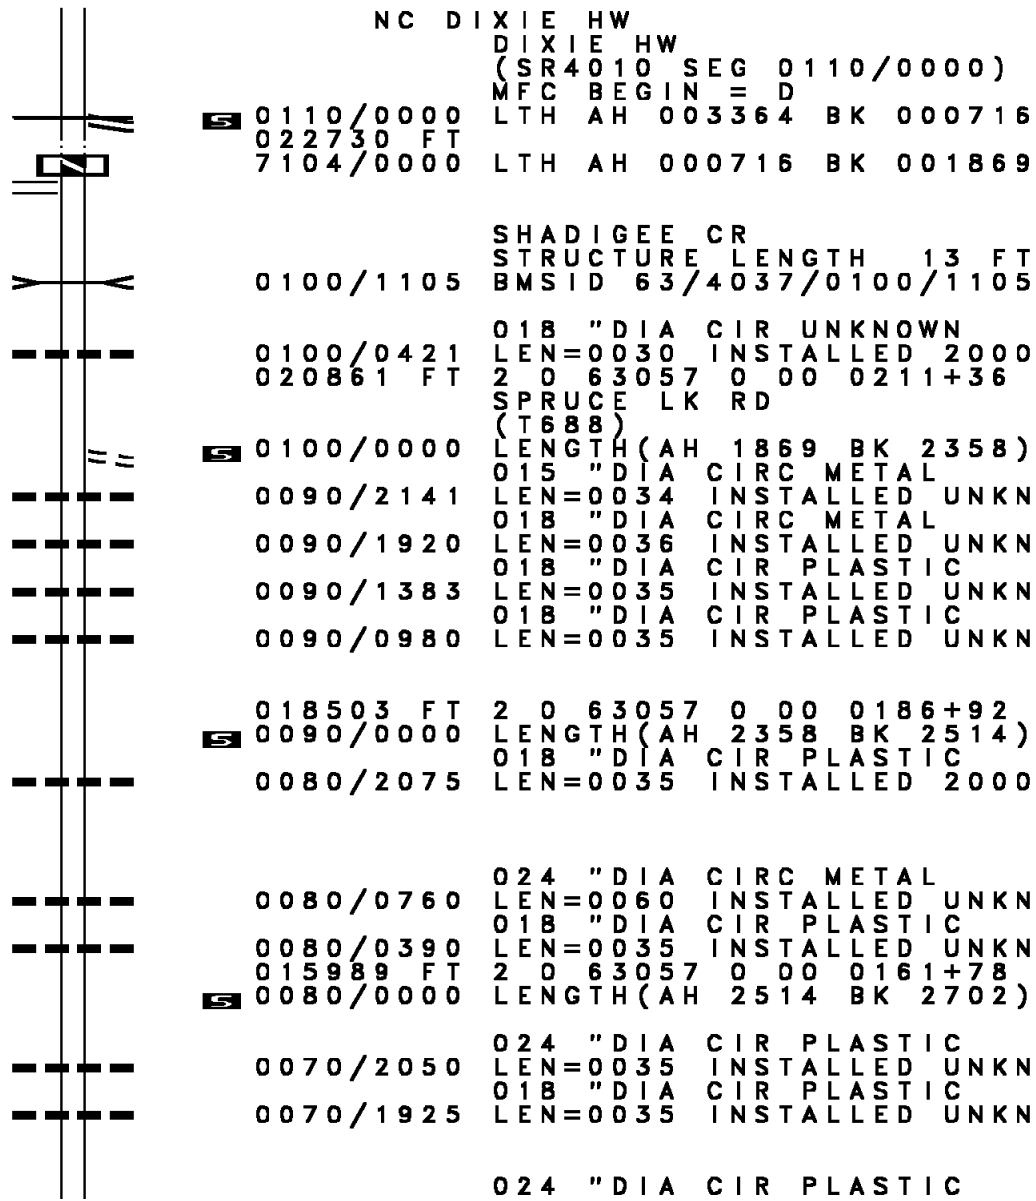 NC DIXIE HW
DIXIE HW
(SR4010 SEG 0110/0000)
MFC BEGIN = D
S 0110/0000 LTH AH 003364 BK 000716
022730 FT
7104/0000 LTH AH 000716 BK 001869
SHADIGEE CR
STRUCTURE LENGTH 13 FT
0100/1105 BMSID 63/4037/0100/1105
018 "DIA CIR UNKNOWN
0100/0421 LEN=0030 INSTALLED 2000
020861 FT 2 0 63057 0 00 0211+36
SPRUCE LK RD
(T688)
S 0100/0000 LENGTH(AH 1869 BK 2358)
015 "DIA CIRC METAL
0090/2141 LEN=0034 INSTALLED UNKN
018 "DIA CIRC METAL
0090/1920 LEN=0036 INSTALLED UNKN
018 "DIA CIR PLASTIC
0090/1383 LEN=0035 INSTALLED UNKN
018 "DIA CIR PLASTIC
0090/0980 LEN=0035 INSTALLED UNKN
018503 FT 2 0 63057 0 00 0186+92
S 0090/0000 LENGTH(AH 2358 BK 2514)
018 "DIA CIR PLASTIC
0080/2075 LEN=0035 INSTALLED 2000
024 "DIA CIRC METAL
0080/0760 LEN=0060 INSTALLED UNKN
018 "DIA CIR PLASTIC
0080/0390 LEN=0035 INSTALLED UNKN
015989 FT 2 0 63057 0 00 0161+78
S 0080/0000 LENGTH(AH 2514 BK 2702)
024 "DIA CIR PLASTIC
0070/2050 LEN=0035 INSTALLED UNKN
018 "DIA CIR PLASTIC
0070/1925 LEN=0035 INSTALLED UNKN
024 "DIA CIR PLASTIC